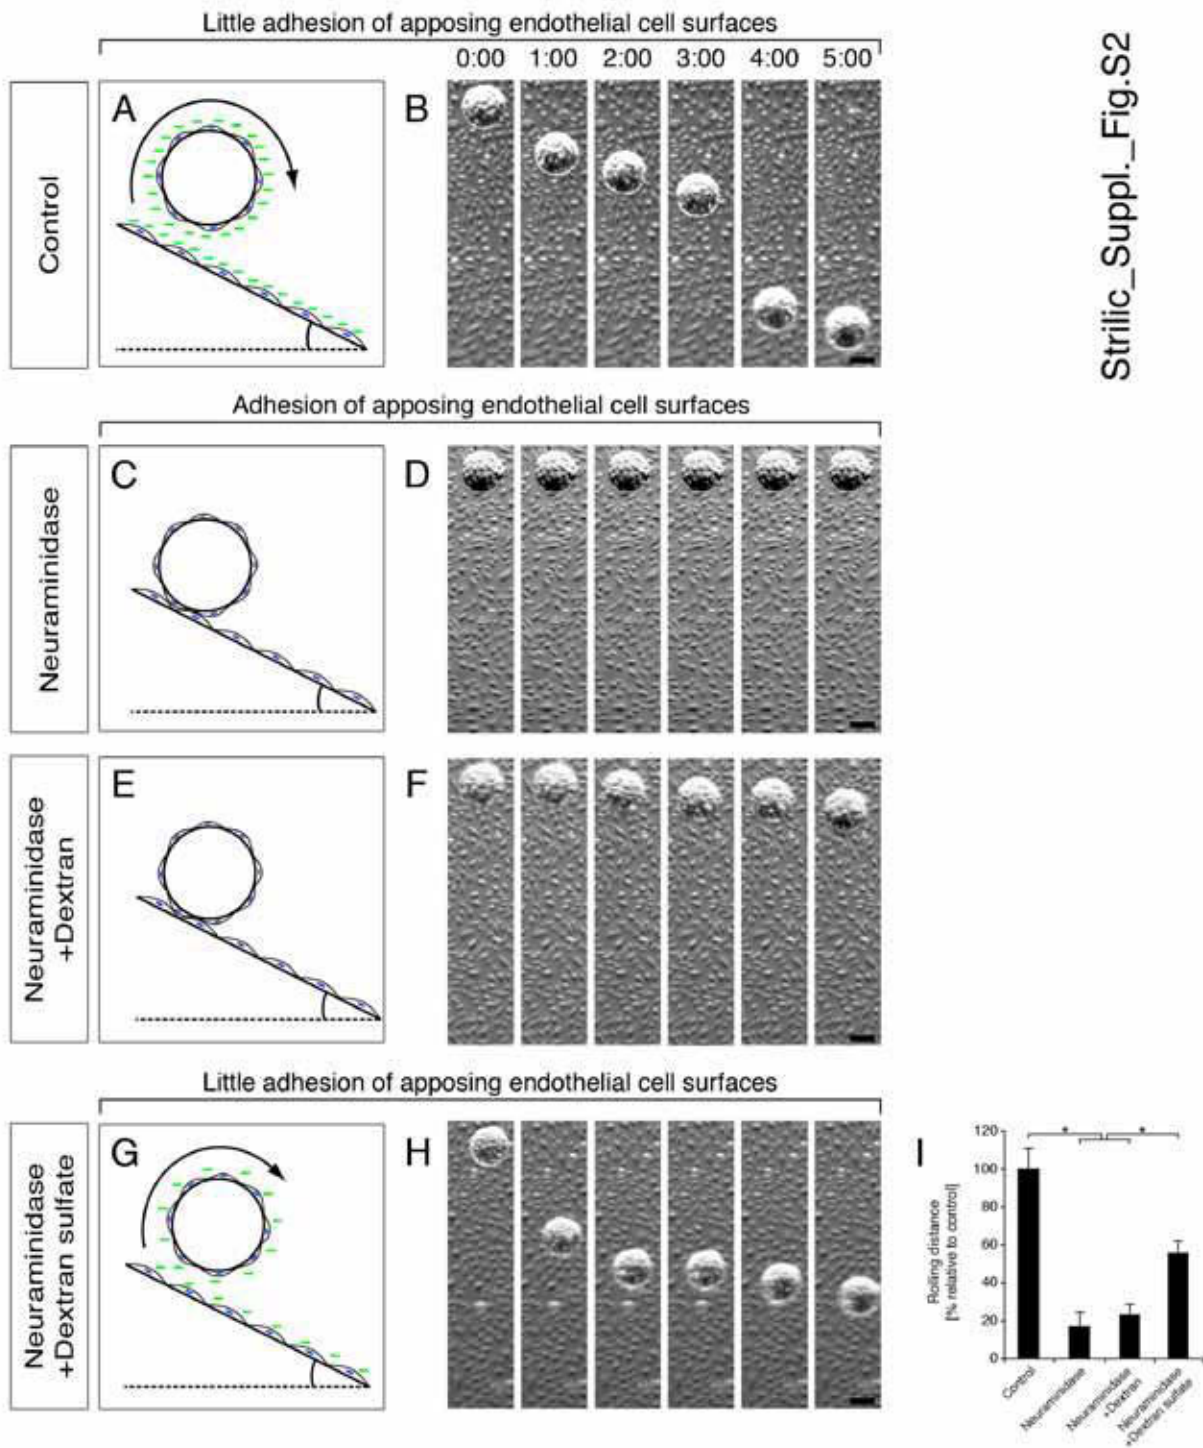 Little adhesion of apposing endothelial cell surfaces
0:00 1:00 2:00 3:00 4:00 5:00
Control
A
B
Strilic_Suppl._Fig.S2
Adhesion of apposing endothelial cell surfaces
Neuraminidase
C
D
Neuraminidase
+Dextran
E
F
Little adhesion of apposing endothelial cell surfaces
Neuraminidase
+Dextran sulfate
G
H
I
Rolling distance
[% relative to control]
120
100
80
60
40
20
0
* *
Control
Neuraminidase
Neuraminidase
+Dextran
Neuraminidase
+Dextran sulfate